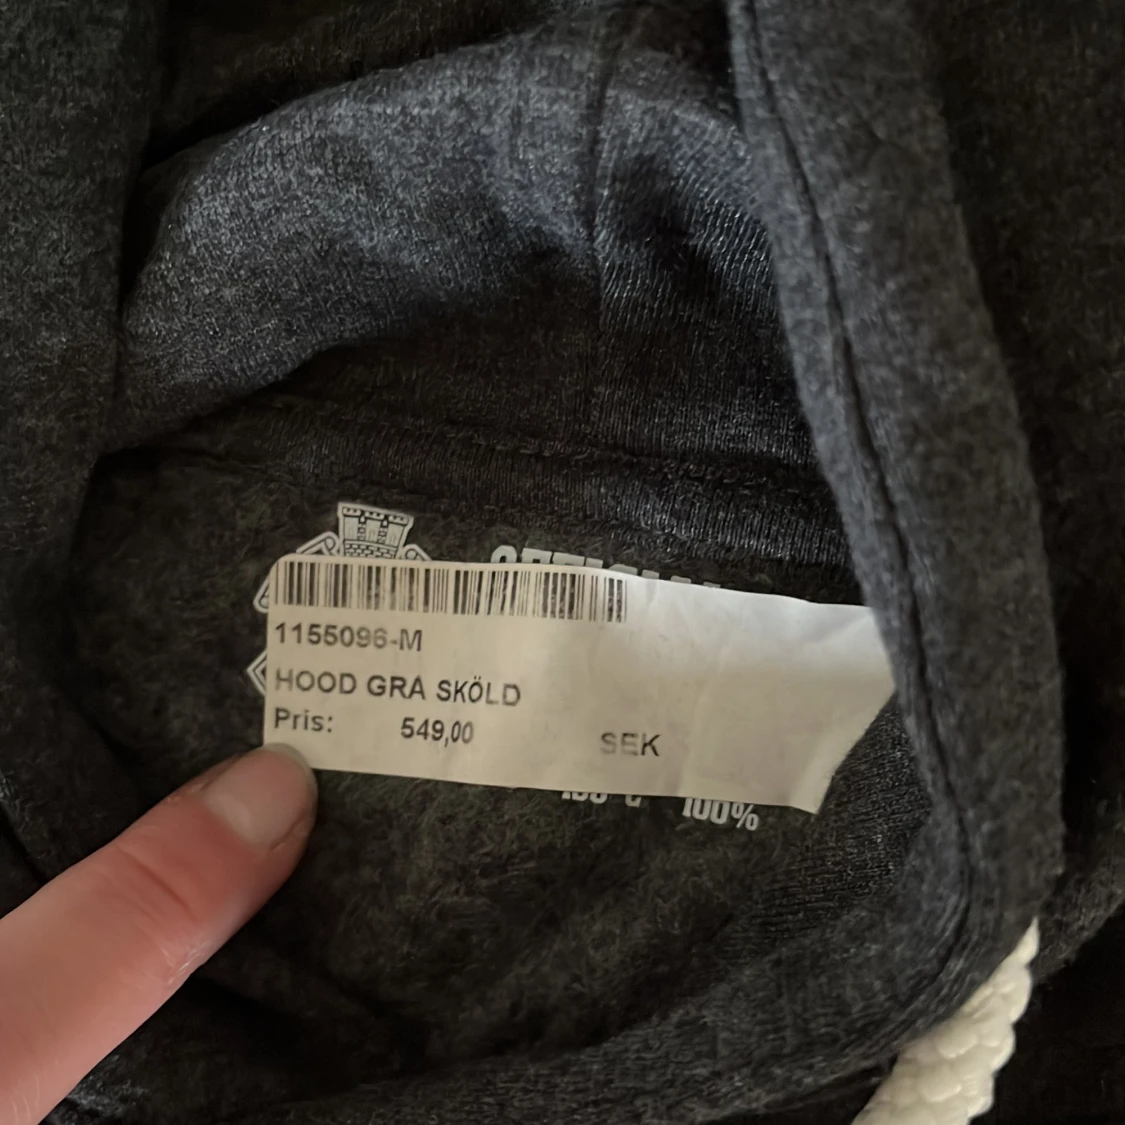 1155096-M
HOOD GRA SKÖLD
Pris: 549,00 SEK
100%